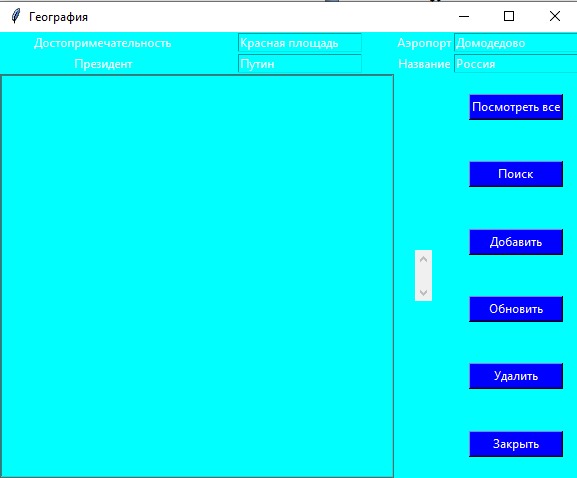 География
Достопримечательность Красная площадь Аэропорт Домодедово
Президент Путин Название Россия
Посмотреть все
Поиск
Добавить
Обновить
Удалить
Закрыть